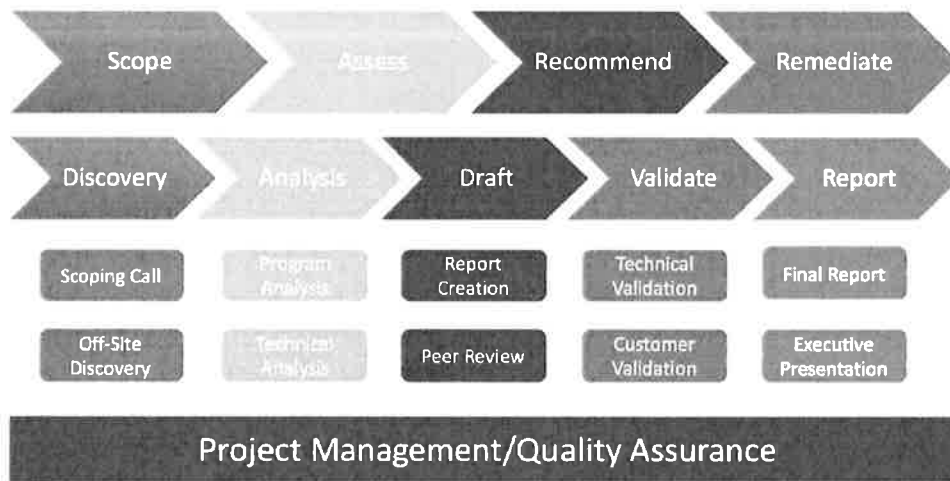 Scope
Assess
Recommend
Remediate
Discovery
Analysis
Draft
Validate
Report
Scoping Call
Program
Analysis
Report
Creation
Technical
Validation
Final Report
Off-Site
Discovery
Technical
Analysis
Peer Review
Customer
Validation
Executive
Presentation
Project Management/Quality Assurance